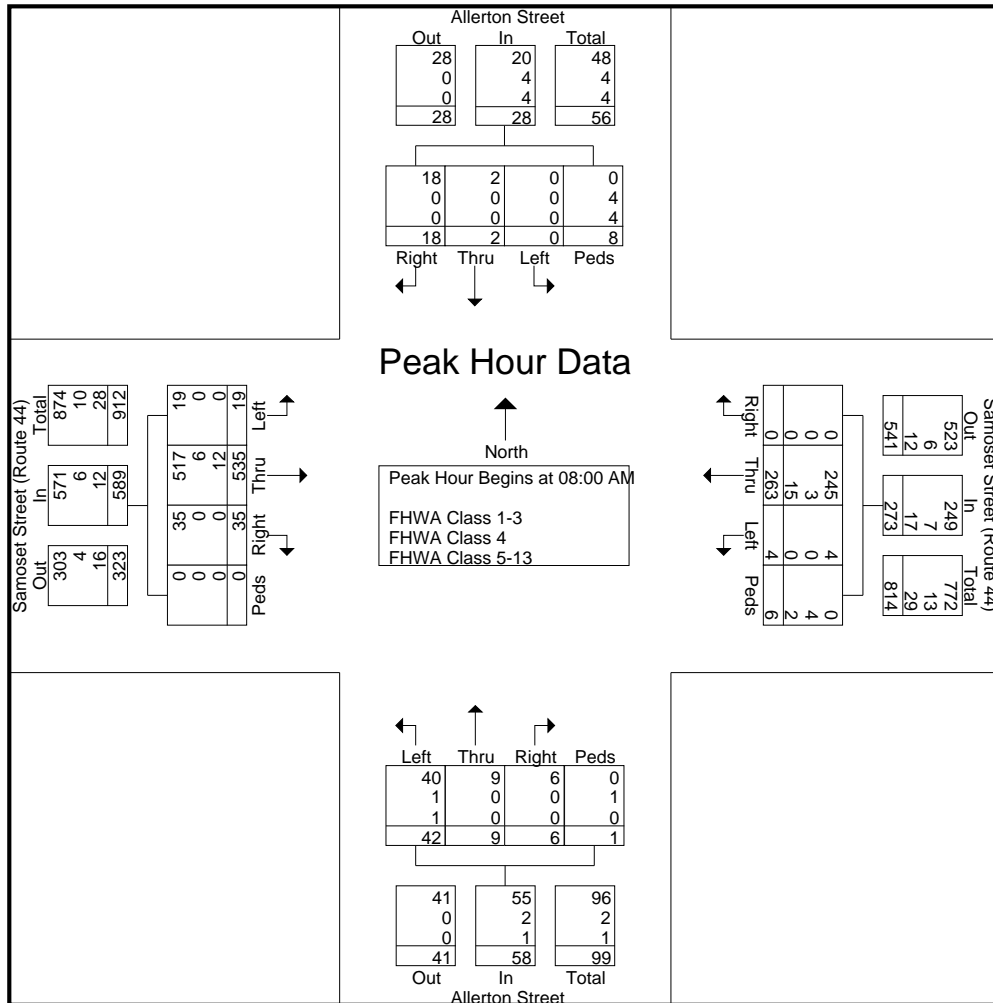 Allerton Street
Out In Total
28 20 48
0 4 4
0 4 4
28 28 56
18 2 0 0
0 0 0 4
0 0 0 4
18 2 0 8
Right Thru Left Peds
Peak Hour Data
North
Peak Hour Begins at 08:00 AM
FHWA Class 1-3
FHWA Class 4
FHWA Class 5-13
Samoset Street (Route 44)
Out In Total
303 571 874
4 6 10
16 12 28
323 589 912
0 35 517 19
0 0 6 0
0 0 12 0
0 35 535 19
Peds Right Thru Left
Samoset Street (Route 44)
Out In Total
523 249 772
6 7 13
12 17 29
541 273 814
0 245 4 0
0 3 0 4
0 15 0 2
0 263 4 6
Right Thru Left Peds
Left Thru Right Peds
40 9 6 0
1 0 0 1
1 0 0 0
42 9 6 1
41 55 96
0 2 2
0 1 1
41 58 99
Out In Total
Allerton Street